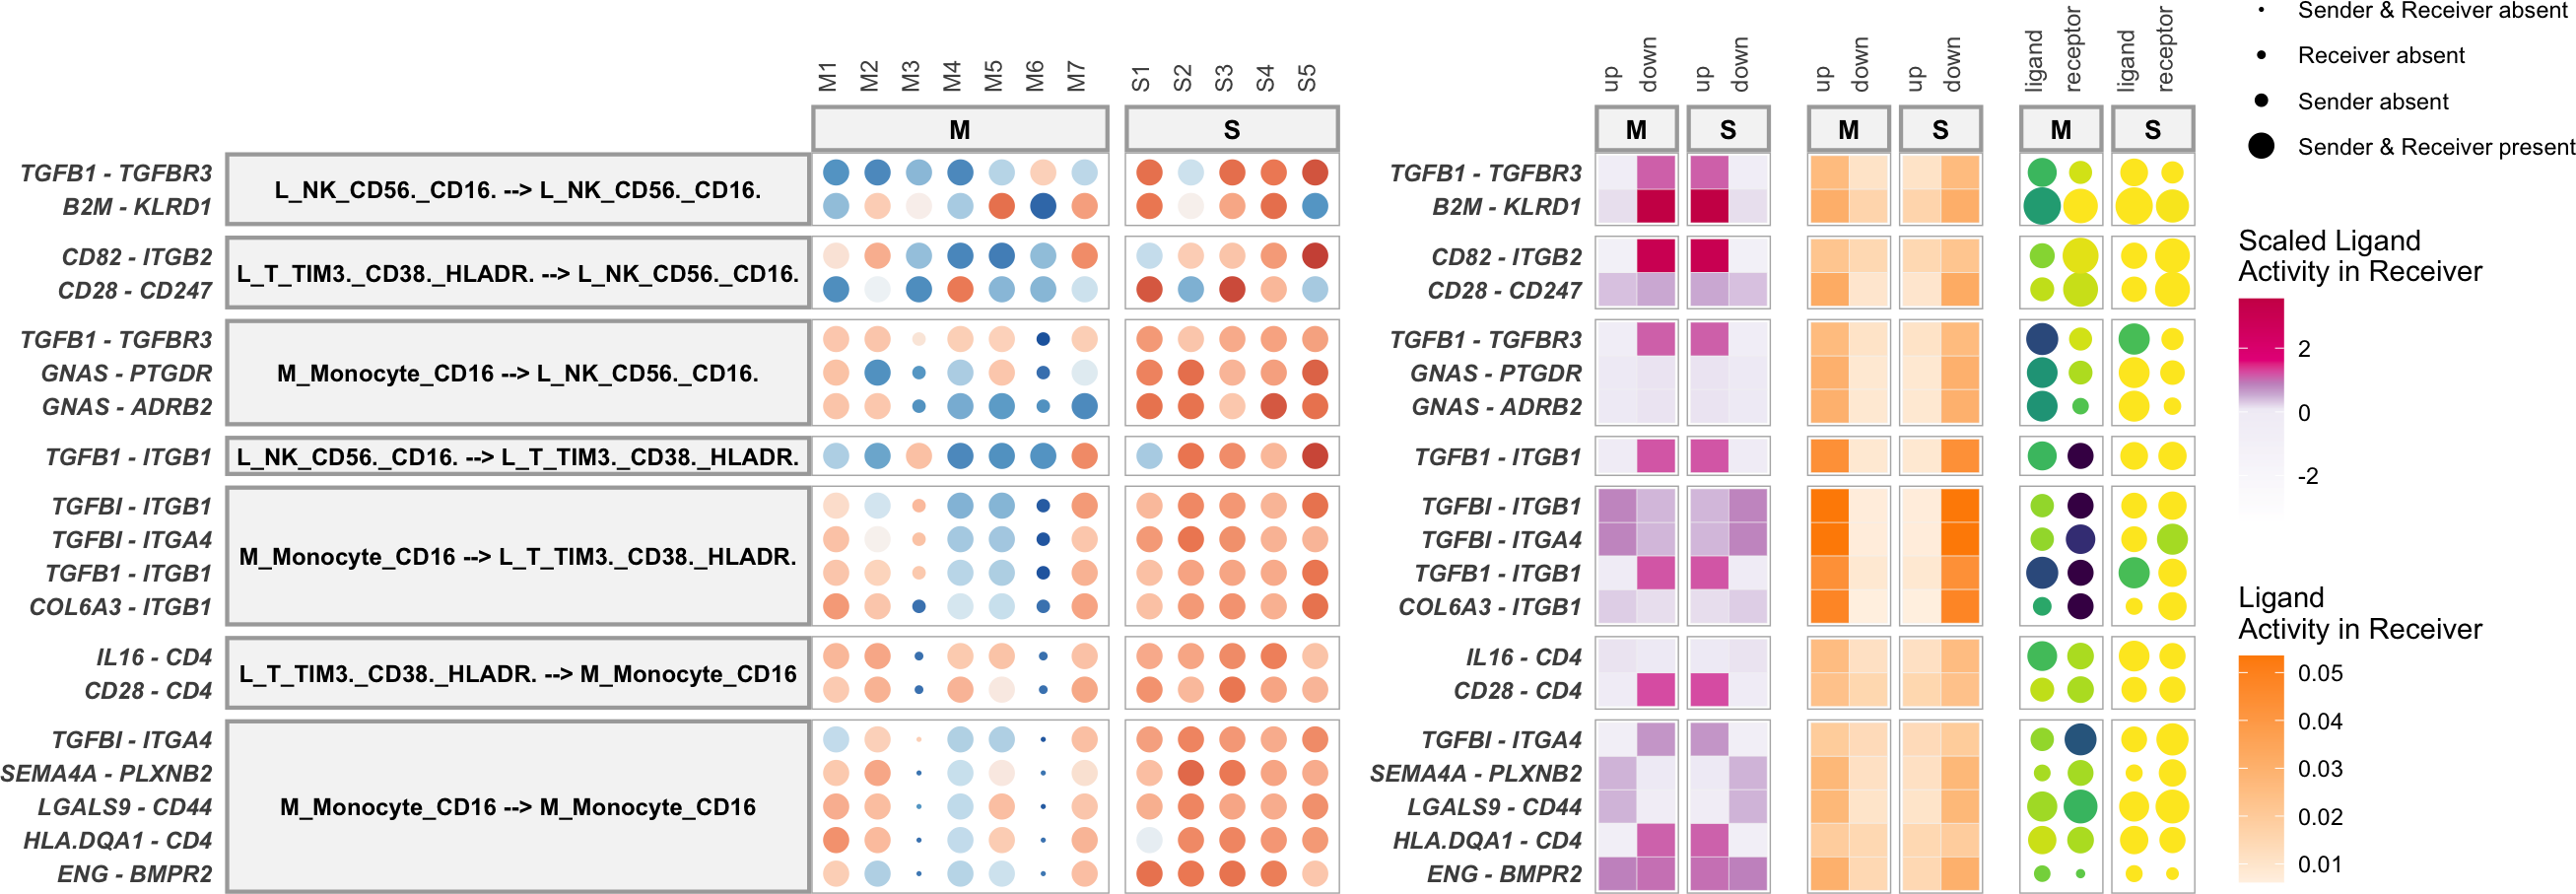 M1 M2 M3 M4 M5 M6 M7 S1 S2 S3 S4 S5 up down up down up down up down ligand receptor ligand receptor
M S M S M S M S
TGFB1 - TGFBR3
B2M - KLRD1
L_NK_CD56._CD16. --> L_NK_CD56._CD16.
CD82 - ITGB2
CD28 - CD247
L_T_TIM3._CD38._HLADR. --> L_NK_CD56._CD16.
TGFB1 - TGFBR3
GNAS - PTGDR
GNAS - ADRB2
M_Monocyte_CD16 --> L_NK_CD56._CD16.
TGFB1 - ITGB1
L_NK_CD56._CD16. --> L_T_TIM3._CD38._HLADR.
TGFBI - ITGB1
TGFBI - ITGA4
TGFB1 - ITGB1
COL6A3 - ITGB1
M_Monocyte_CD16 --> L_T_TIM3._CD38._HLADR.
IL16 - CD4
CD28 - CD4
L_T_TIM3._CD38._HLADR. --> M_Monocyte_CD16
TGFBI - ITGA4
SEMA4A - PLXNB2
LGALS9 - CD44
HLA.DQA1 - CD4
ENG - BMPR2
M_Monocyte_CD16 --> M_Monocyte_CD16
TGFB1 - TGFBR3
B2M - KLRD1
CD82 - ITGB2
CD28 - CD247
TGFB1 - TGFBR3
GNAS - PTGDR
GNAS - ADRB2
TGFB1 - ITGB1
TGFBI - ITGB1
TGFBI - ITGA4
TGFB1 - ITGB1
COL6A3 - ITGB1
IL16 - CD4
CD28 - CD4
TGFBI - ITGA4
SEMA4A - PLXNB2
LGALS9 - CD44
HLA.DQA1 - CD4
ENG - BMPR2
Sender & Receiver absent
Receiver absent
Sender absent
Sender & Receiver present
Scaled Ligand
Activity in Receiver
2
0
-2
Ligand
Activity in Receiver
0.05
0.04
0.03
0.02
0.01